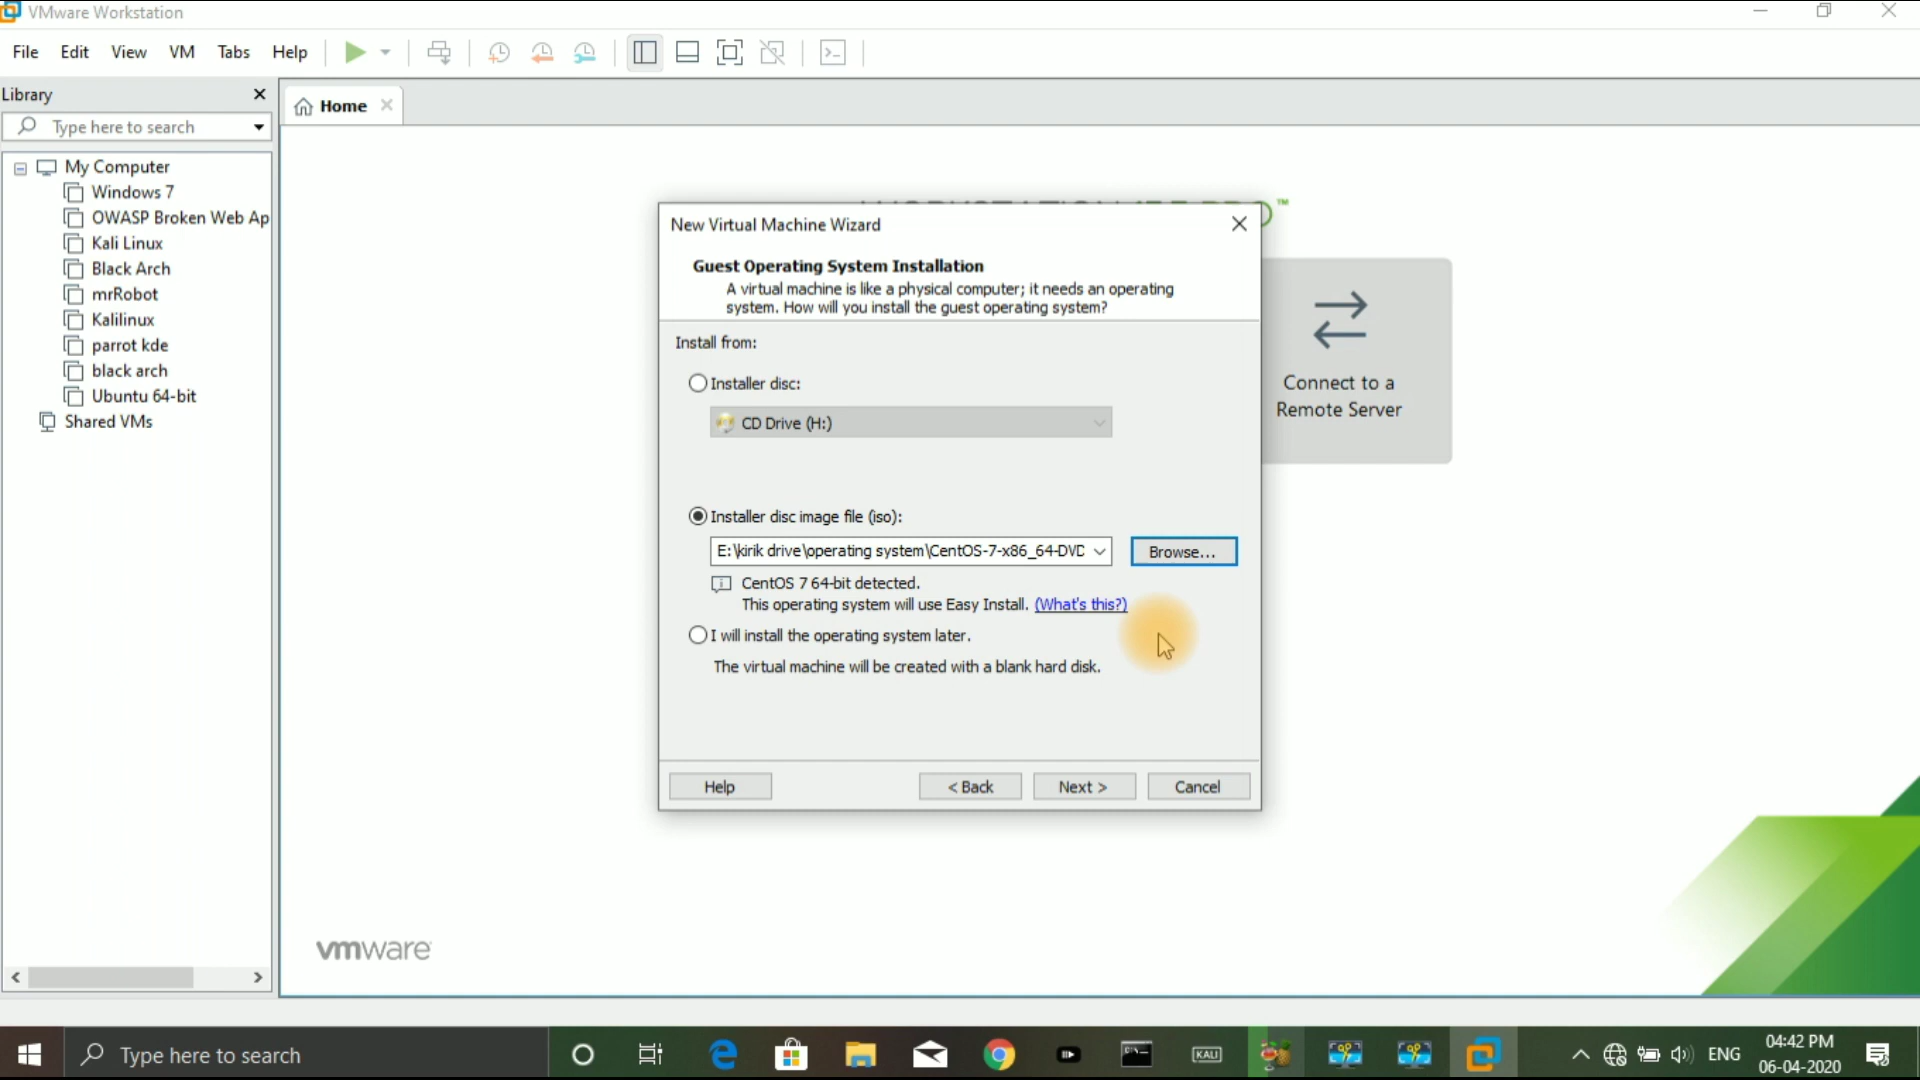 VMware Workstation
File Edit View VM Tabs Help
Library
Home
Type here to search
My Computer
Windows 7
OWASP Broken Web Ap
Kali Linux
Black Arch
mrRobot
Kalilinux
parrot kde
black arch
Ubuntu 64-bit
Shared VMs
™
New Virtual Machine Wizard
Guest Operating System Installation
A virtual machine is like a physical computer; it needs an operating
system. How will you install the guest operating system?
Install from:
Installer disc:
CD Drive (H:)
Installer disc image file (iso):
E:\kirik drive\operating system\CentOS-7-x86_64-DVD
Browse...
CentOS 7 64-bit detected.
This operating system will use Easy Install. (What's this?)
I will install the operating system later.
The virtual machine will be created with a blank hard disk.
Help
< Back
Next >
Cancel
Connect to a
Remote Server
vmware
Type here to search
KALI
ENG
04:42 PM
06-04-2020